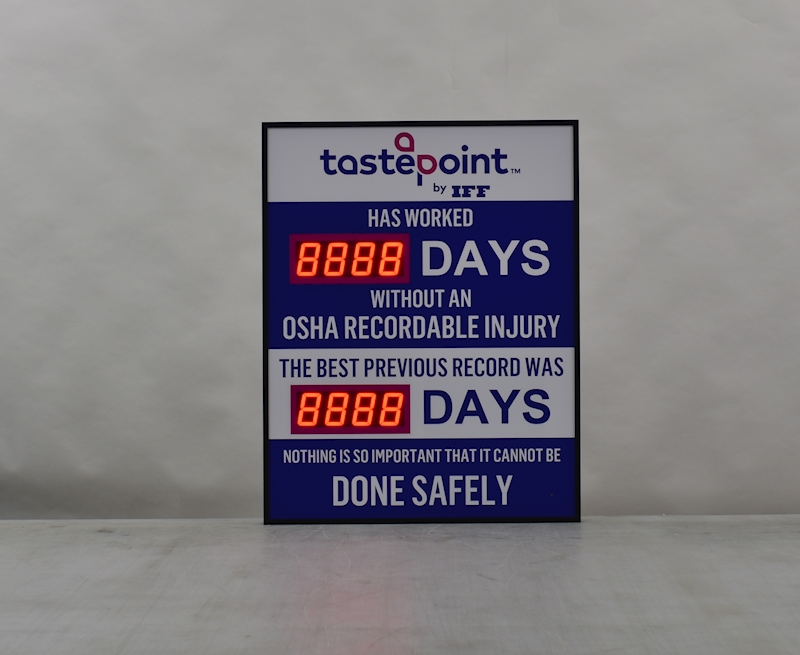 tastepoint™
by IFF
HAS WORKED
8888 DAYS
WITHOUT AN
OSHA RECORDABLE INJURY
THE BEST PREVIOUS RECORD WAS
8888 DAYS
NOTHING IS SO IMPORTANT THAT IT CANNOT BE
DONE SAFELY